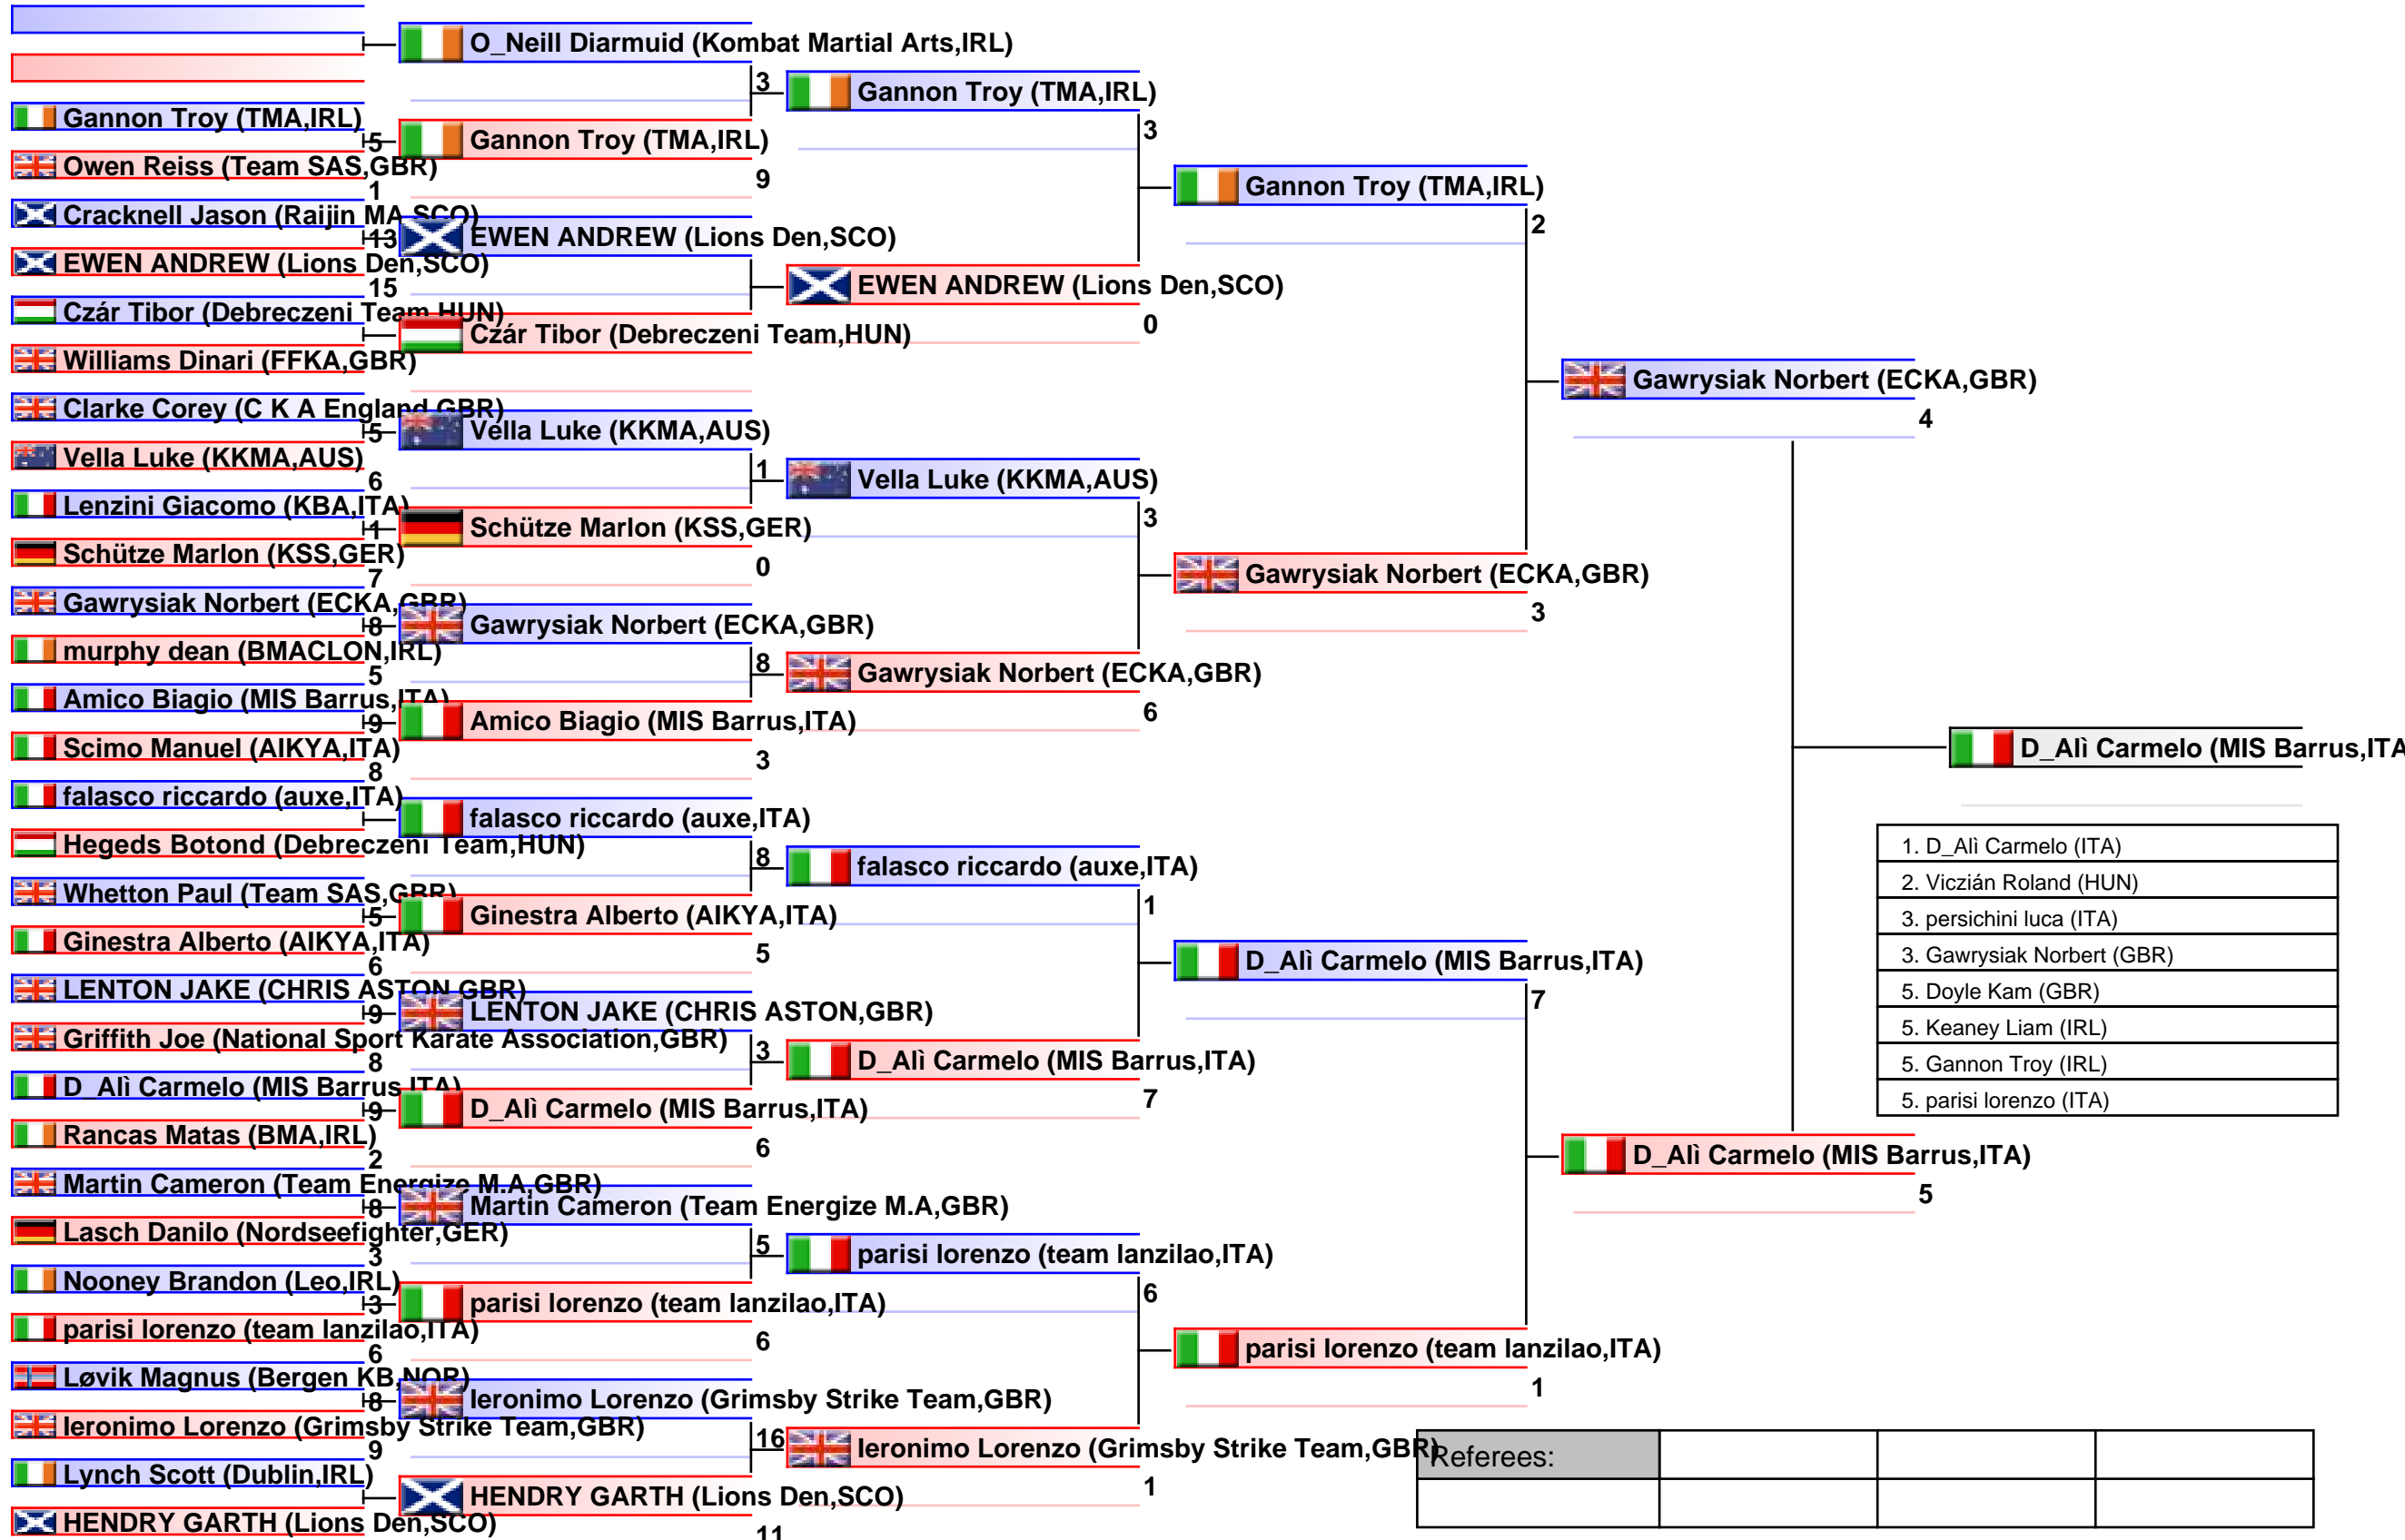 O_Neill Diarmuid (Kombat Martial Arts,IRL)
3
Gannon Troy (TMA,IRL)
Gannon Troy (TMA,IRL)
5
Gannon Troy (TMA,IRL)
3
Owen Reiss (Team SAS,GBR)
1
9
Gannon Troy (TMA,IRL)
2
Cracknell Jason (Raijin MA,SCO)
13
EWEN ANDREW (Lions Den,SCO)
EWEN ANDREW (Lions Den,SCO)
15
EWEN ANDREW (Lions Den,SCO)
0
Czár Tibor (Debreczeni Team,HUN)
Czár Tibor (Debreczeni Team,HUN)
Williams Dinari (FFKA,GBR)
Gawrysiak Norbert (ECKA,GBR)
4
Clarke Corey (C K A England,GBR)
5
Vella Luke (KKMA,AUS)
Vella Luke (KKMA,AUS)
6
1
Vella Luke (KKMA,AUS)
3
Lenzini Giacomo (KBA,ITA)
1
Schütze Marlon (KSS,GER)
0
Schütze Marlon (KSS,GER)
7
Gawrysiak Norbert (ECKA,GBR)
3
Gawrysiak Norbert (ECKA,GBR)
8
Gawrysiak Norbert (ECKA,GBR)
8
murphy dean (BMACLON,IRL)
5
Gawrysiak Norbert (ECKA,GBR)
6
Amico Biagio (MIS Barrus,ITA)
9
Amico Biagio (MIS Barrus,ITA)
3
Scimo Manuel (AIKYA,ITA)
8
D_Alì Carmelo (MIS Barrus,ITA
falasco riccardo (auxe,ITA)
falasco riccardo (auxe,ITA)
8
Hegeds Botond (Debreczeni Team,HUN)
falasco riccardo (auxe,ITA)
1
Whetton Paul (Team SAS,GBR)
5
Ginestra Alberto (AIKYA,ITA)
5
Ginestra Alberto (AIKYA,ITA)
6
D_Alì Carmelo (MIS Barrus,ITA)
7
LENTON JAKE (CHRIS ASTON,GBR)
9
LENTON JAKE (CHRIS ASTON,GBR)
3
Griffith Joe (National Sport Karate Association,GBR)
8
D_Alì Carmelo (MIS Barrus,ITA)
7
D_Alì Carmelo (MIS Barrus,ITA)
9
D_Alì Carmelo (MIS Barrus,ITA)
6
Rancas Matas (BMA,IRL)
2
D_Alì Carmelo (MIS Barrus,ITA)
5
Martin Cameron (Team Energize M.A,GBR)
8
Martin Cameron (Team Energize M.A,GBR)
5
Lasch Danilo (Nordseefighter,GER)
3
parisi lorenzo (team lanzilao,ITA)
6
Nooney Brandon (Leo,IRL)
3
parisi lorenzo (team lanzilao,ITA)
6
parisi lorenzo (team lanzilao,ITA)
6
parisi lorenzo (team lanzilao,ITA)
1
Løvik Magnus (Bergen KB,NOR)
8
Ieronimo Lorenzo (Grimsby Strike Team,GBR)
16
Ieronimo Lorenzo (Grimsby Strike Team,GBR)
9
Ieronimo Lorenzo (Grimsby Strike Team,GBR)
1
Lynch Scott (Dublin,IRL)
HENDRY GARTH (Lions Den,SCO)
11
HENDRY GARTH (Lions Den,SCO)
1. D_Alì Carmelo (ITA)
2. Viczián Roland (HUN)
3. persichini luca (ITA)
3. Gawrysiak Norbert (GBR)
5. Doyle Kam (GBR)
5. Keaney Liam (IRL)
5. Gannon Troy (IRL)
5. parisi lorenzo (ITA)
Referees: